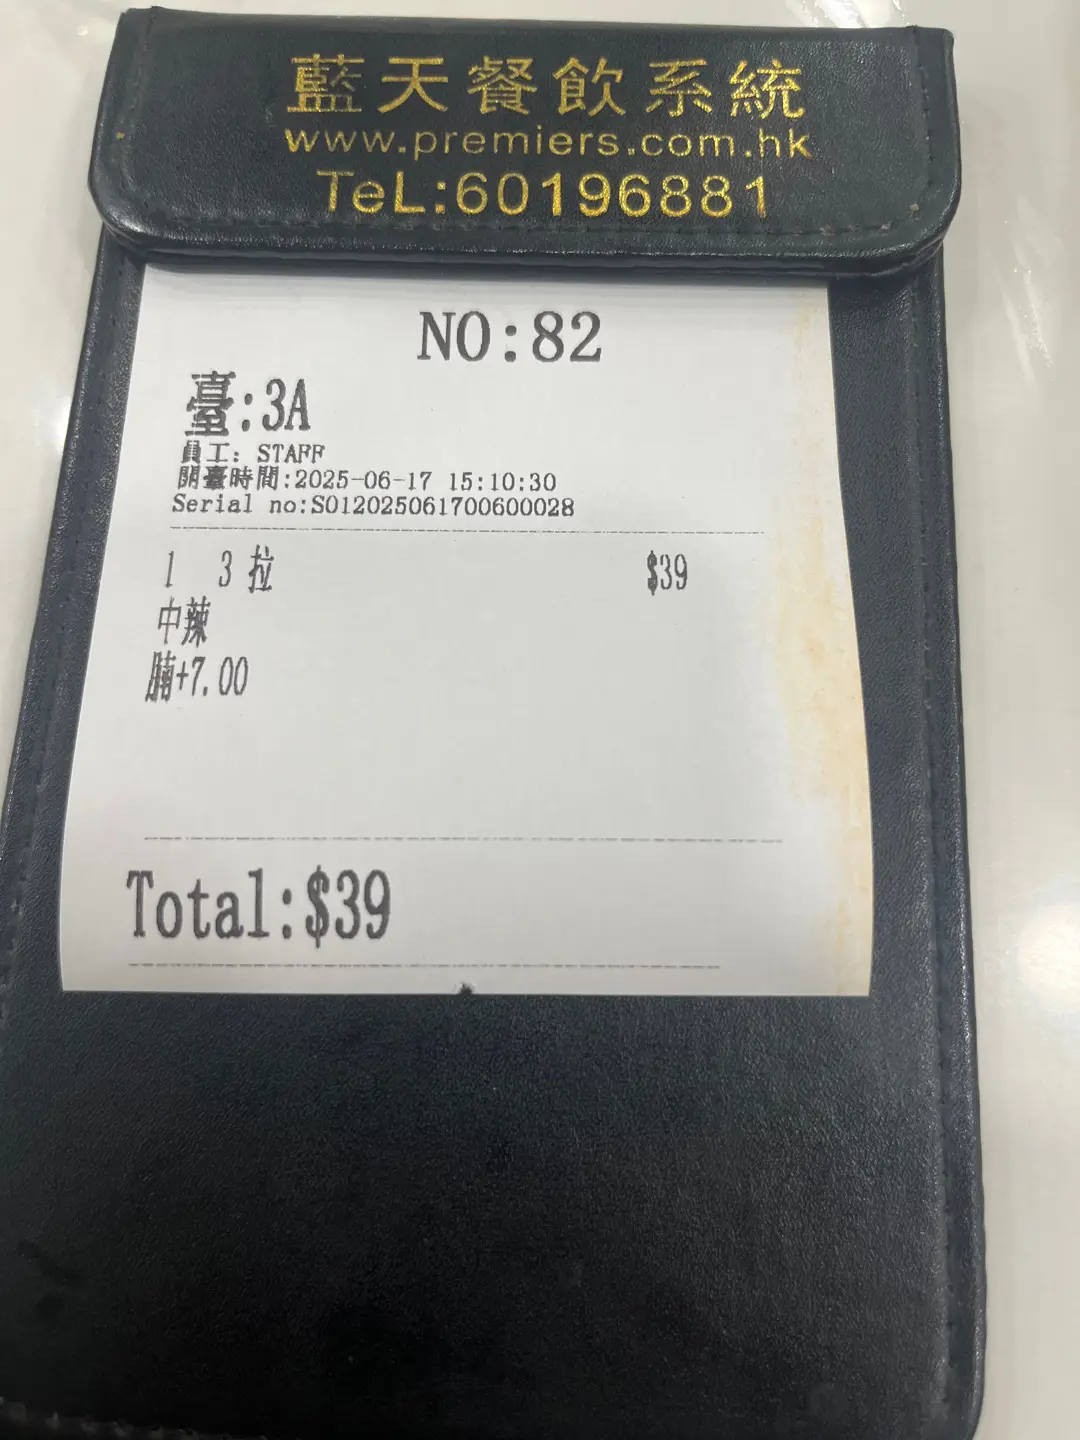 藍天餐飲系統
www.premiers.com.hk
TeL:60196881
NO:82
臺:3A
員工: STAFF
開臺時間:2025-06-17 15:10:30
Serial no:S012025061700600028
1 3 拉 $39
中辣
腩+7.00
Total:$39